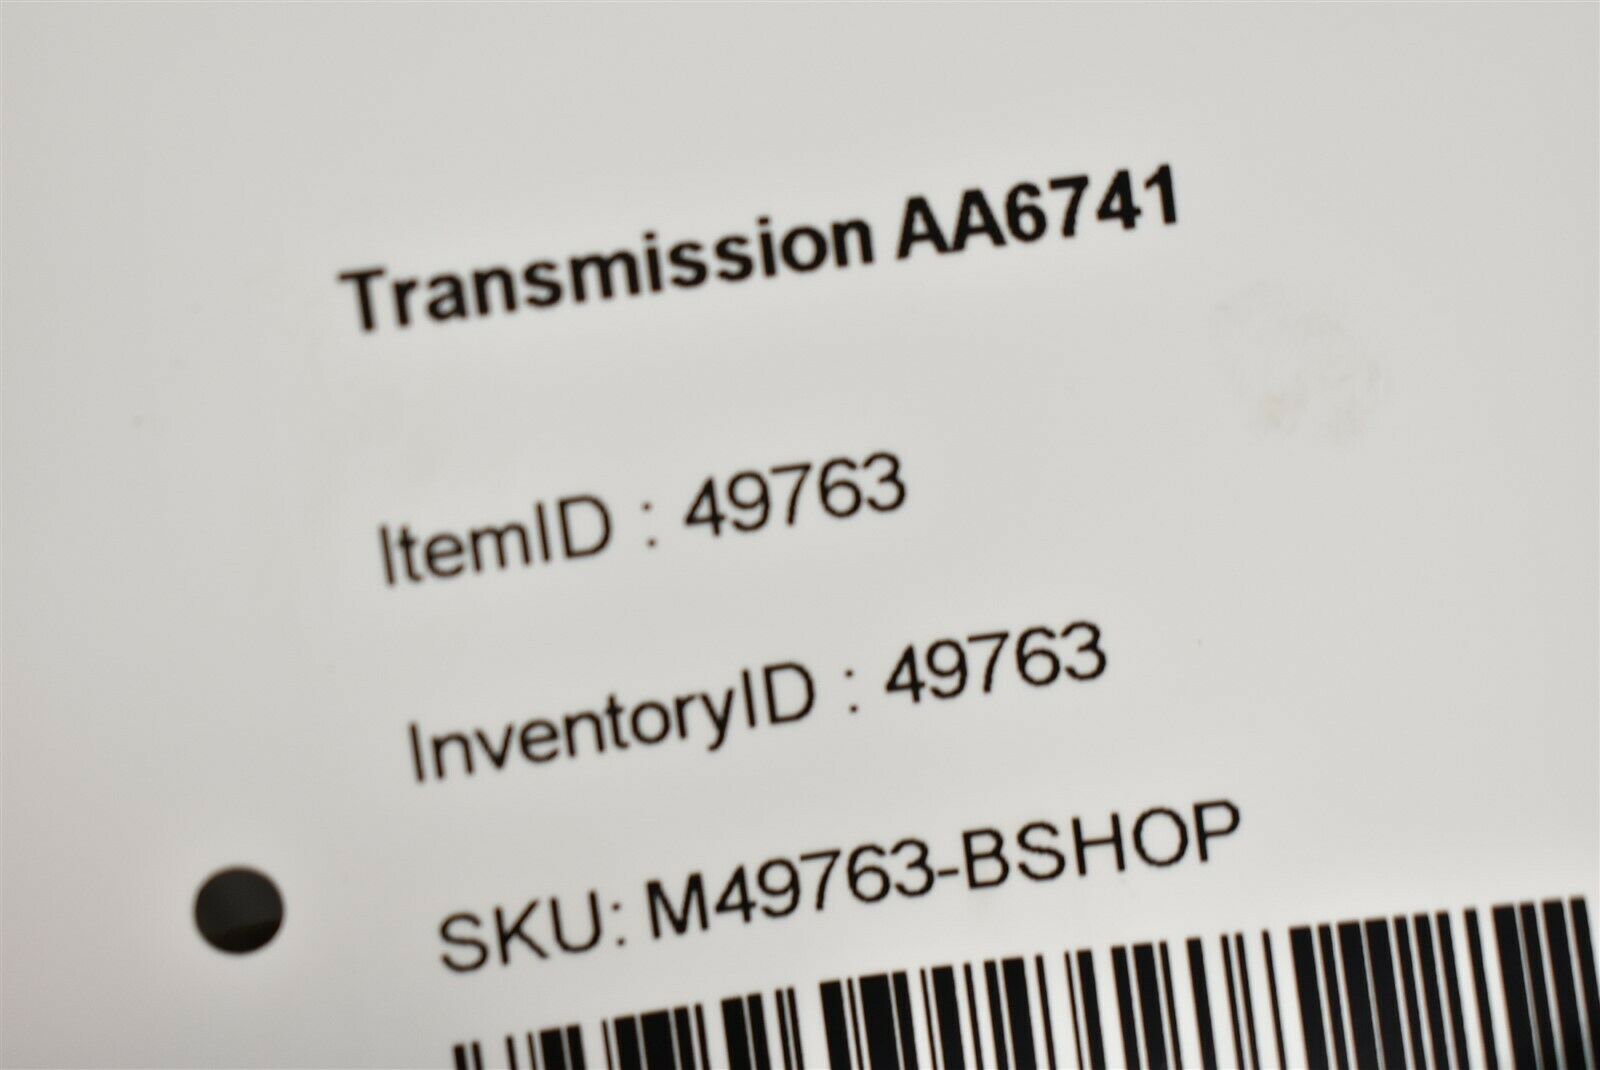 Transmission AA6741
ItemID : 49763
InventoryID : 49763
SKU: M49763-BSHOP